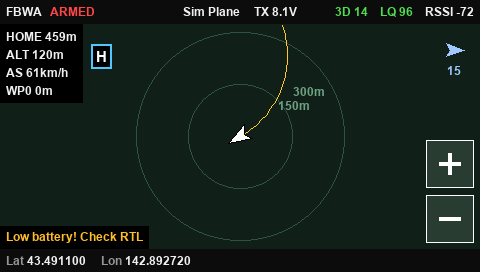 FBWA ARMED Sim Plane TX 8.1V 3D 14 LQ 96 RSSI -72
HOME 459m
ALT 120m
AS 61km/h
WP0 0m
H
15
300m
150m
+
−
Low battery! Check RTL
Lat 43.491100 Lon 142.892720